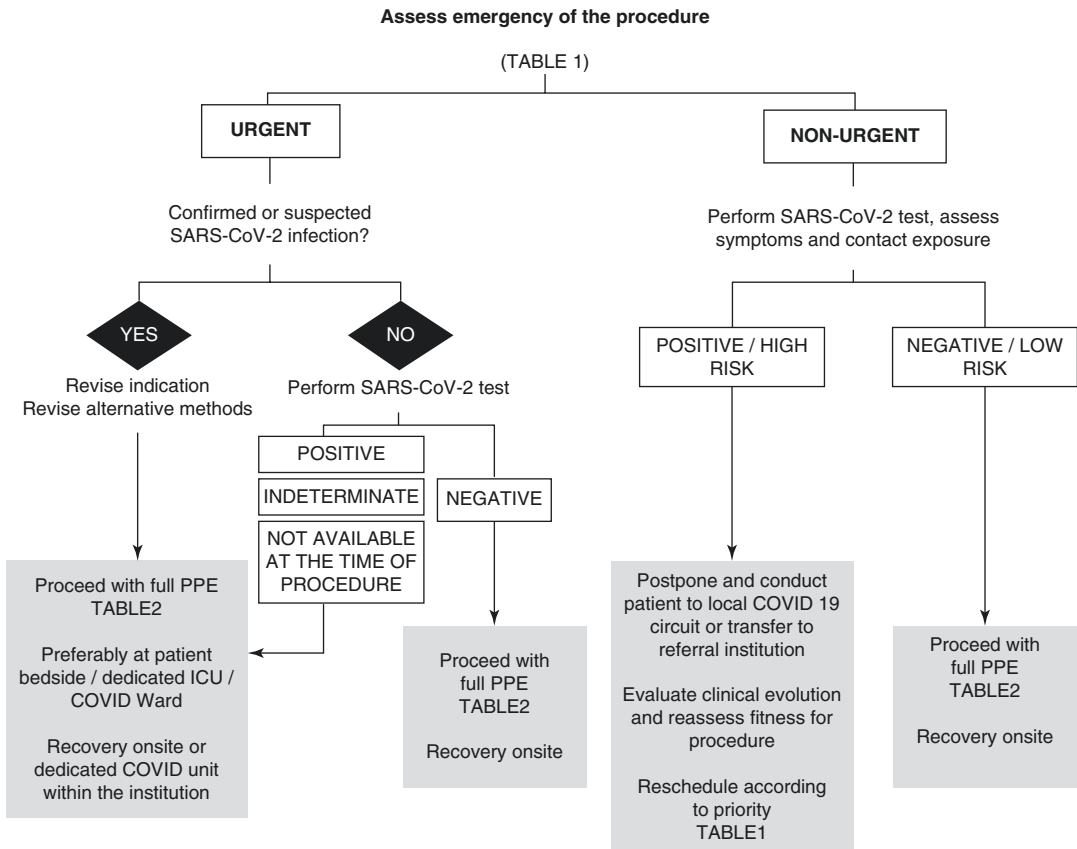 Assess emergency of the procedure
(TABLE 1)
URGENT
NON-URGENT
Confirmed or suspected
SARS-CoV-2 infection?
Perform SARS-CoV-2 test, assess
symptoms and contact exposure
YES
NO
Revise indication
Revise alternative methods
Perform SARS-CoV-2 test
POSITIVE
INDETERMINATE
NOT AVAILABLE
AT THE TIME OF
PROCEDURE
NEGATIVE
POSITIVE / HIGH
RISK
NEGATIVE / LOW
RISK
Proceed with full PPE
TABLE2
Preferably at patient
bedside / dedicated ICU /
COVID Ward
Recovery onsite or
dedicated COVID unit
within the institution
Proceed with
full PPE
TABLE2
Recovery onsite
Postpone and conduct
patient to local COVID 19
circuit or transfer to
referral institution
Evaluate clinical evolution
and reassess fitness for
procedure
Reschedule according
to priority
TABLE1
Proceed with
full PPE
TABLE2
Recovery onsite